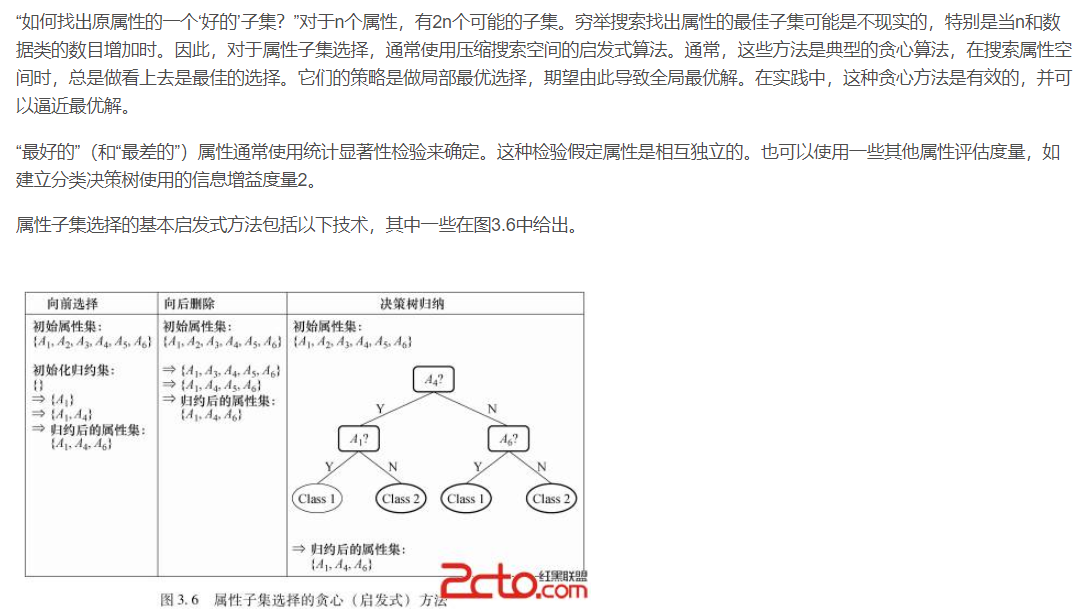 “如何找出原属性的一个‘好的’子集？”对于n个属性，有2n个可能的子集。穷举搜索找出属性的最佳子集可能是不现实的，特别是当n和数
据类的数目增加时。因此，对于属性子集选择，通常使用压缩搜索空间的启发式算法。通常，这些方法是典型的贪心算法，在搜索属性空
间时，总是做看上去是最佳的选择。它们的策略是做局部最优选择，期望由此导致全局最优解。在实践中，这种贪心方法是有效的，并可
以逼近最优解。
“最好的”（和“最差的”）属性通常使用统计显著性检验来确定。这种检验假定属性是相互独立的。也可以使用一些其他属性评估度量，如
建立分类决策树使用的信息增益度量2。
属性子集选择的基本启发式方法包括以下技术，其中一些在图3.6中给出。
向前选择
初始属性集：
{A₁, A₂, A₃, A₄, A₅, A₆}
初始化归约集：
{}
⇒ {A₁}
⇒ {A₁, A₄}
⇒ 归约后的属性集：
{A₁, A₄, A₆}
向后删除
初始属性集：
{A₁, A₂, A₃, A₄, A₅, A₆}
⇒ {A₁, A₃, A₄, A₅, A₆}
⇒ {A₁, A₄, A₅, A₆}
⇒ 归约后的属性集：
{A₁, A₄, A₆}
决策树归纳
初始属性集：
{A₁, A₂, A₃, A₄, A₅, A₆}
A₄?
Y
N
A₁?
A₆?
Y
N
Y
N
Class 1
Class 2
Class 1
Class 2
⇒ 归约后的属性集：
{A₁, A₄, A₆}
2cto.com
红黑联盟
图 3.6 属性子集选择的贪心（启发式）方法